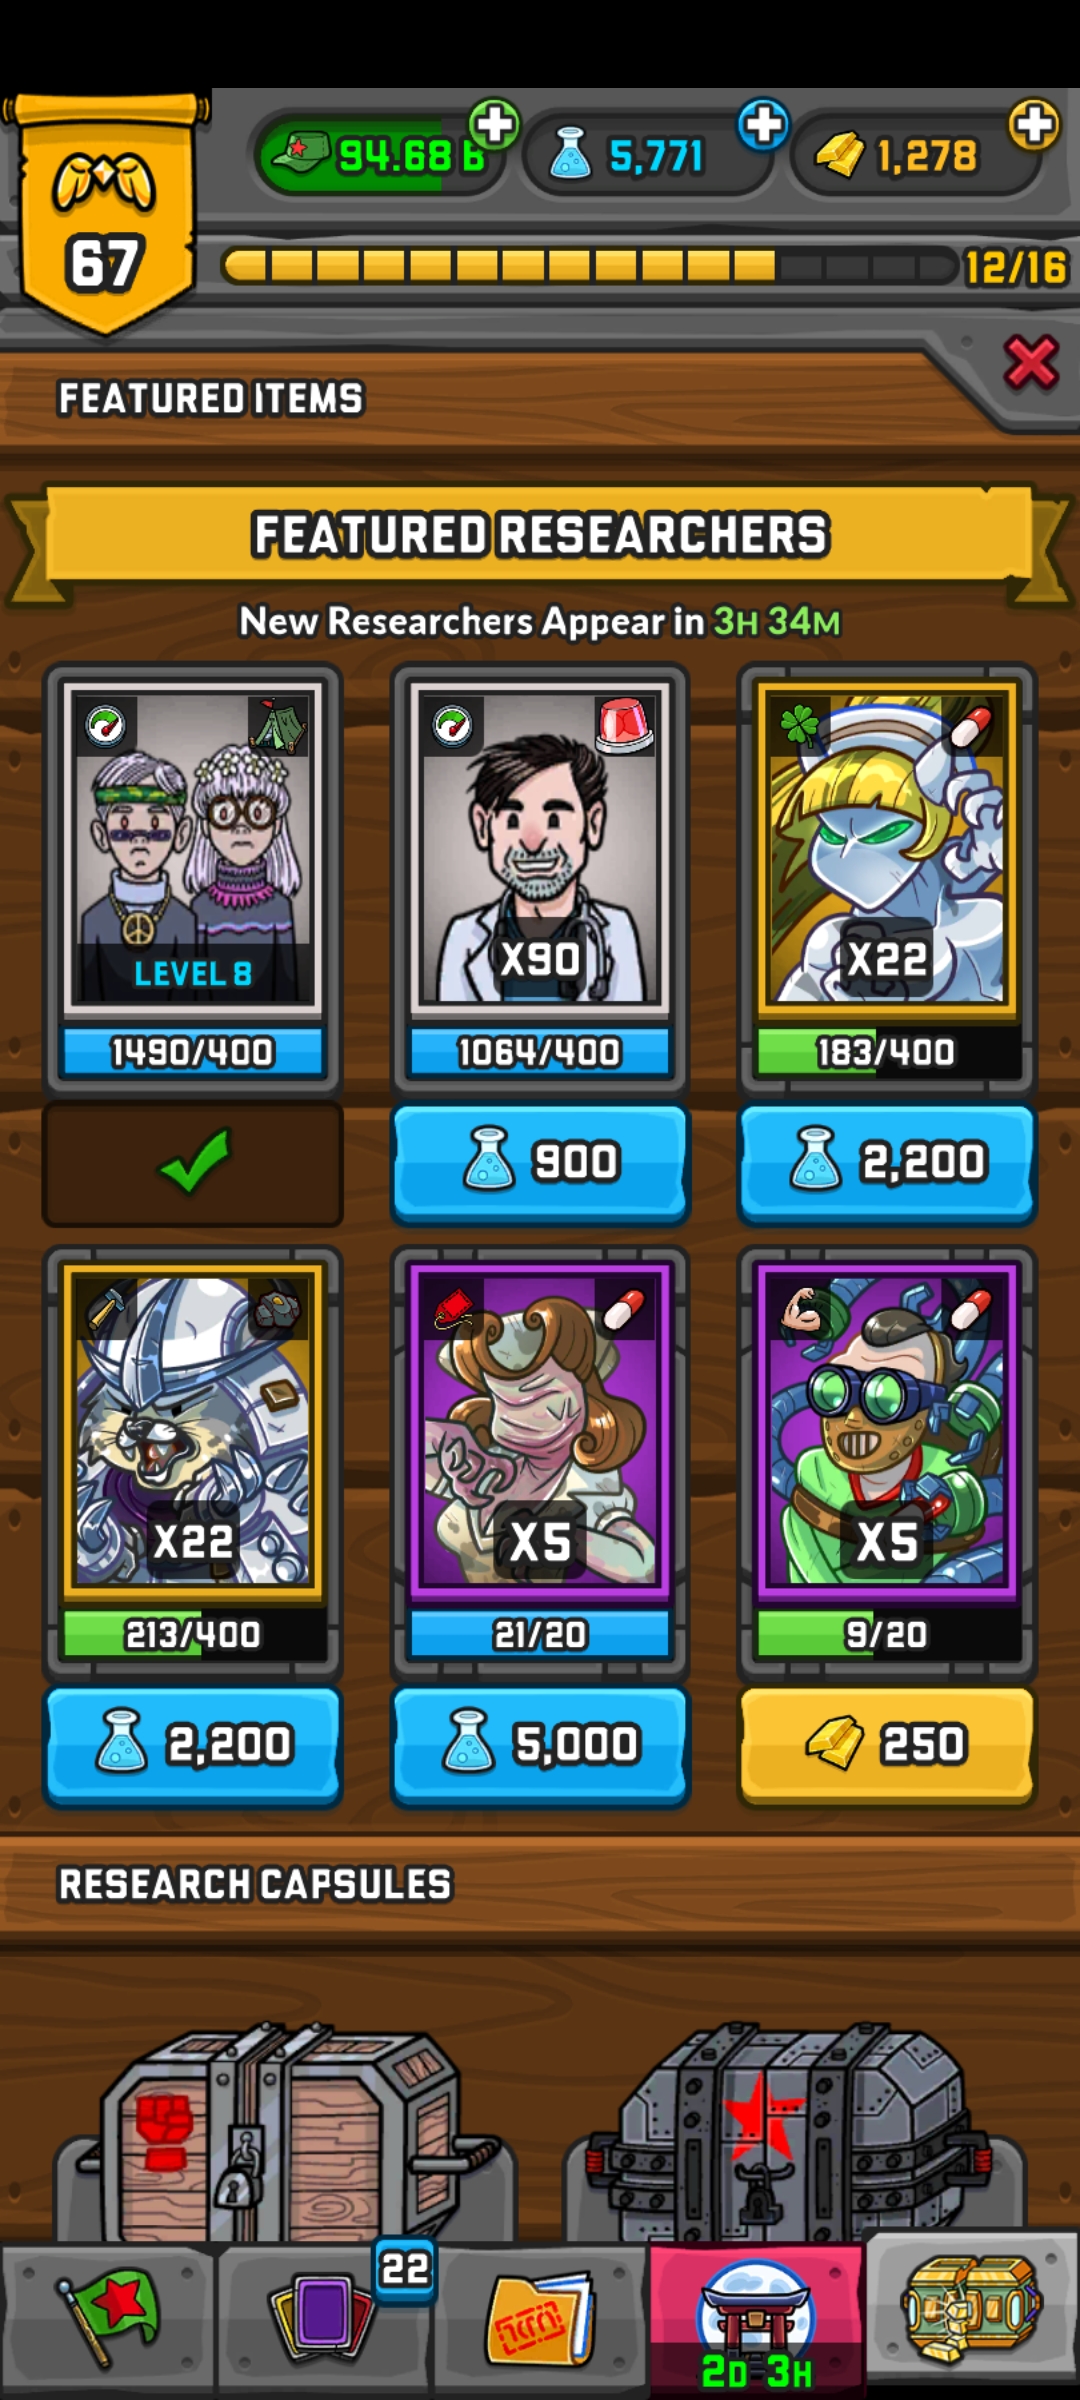 94.68 B
5,771
1,278
67
12/16
FEATURED ITEMS
FEATURED RESEARCHERS
New Researchers Appear in 3H 34M
LEVEL 8
X90
X22
1490/400
1064/400
183/400
900
2,200
X22
X5
X5
213/400
21/20
9/20
2,200
5,000
250
RESEARCH CAPSULES
22
2D 3H